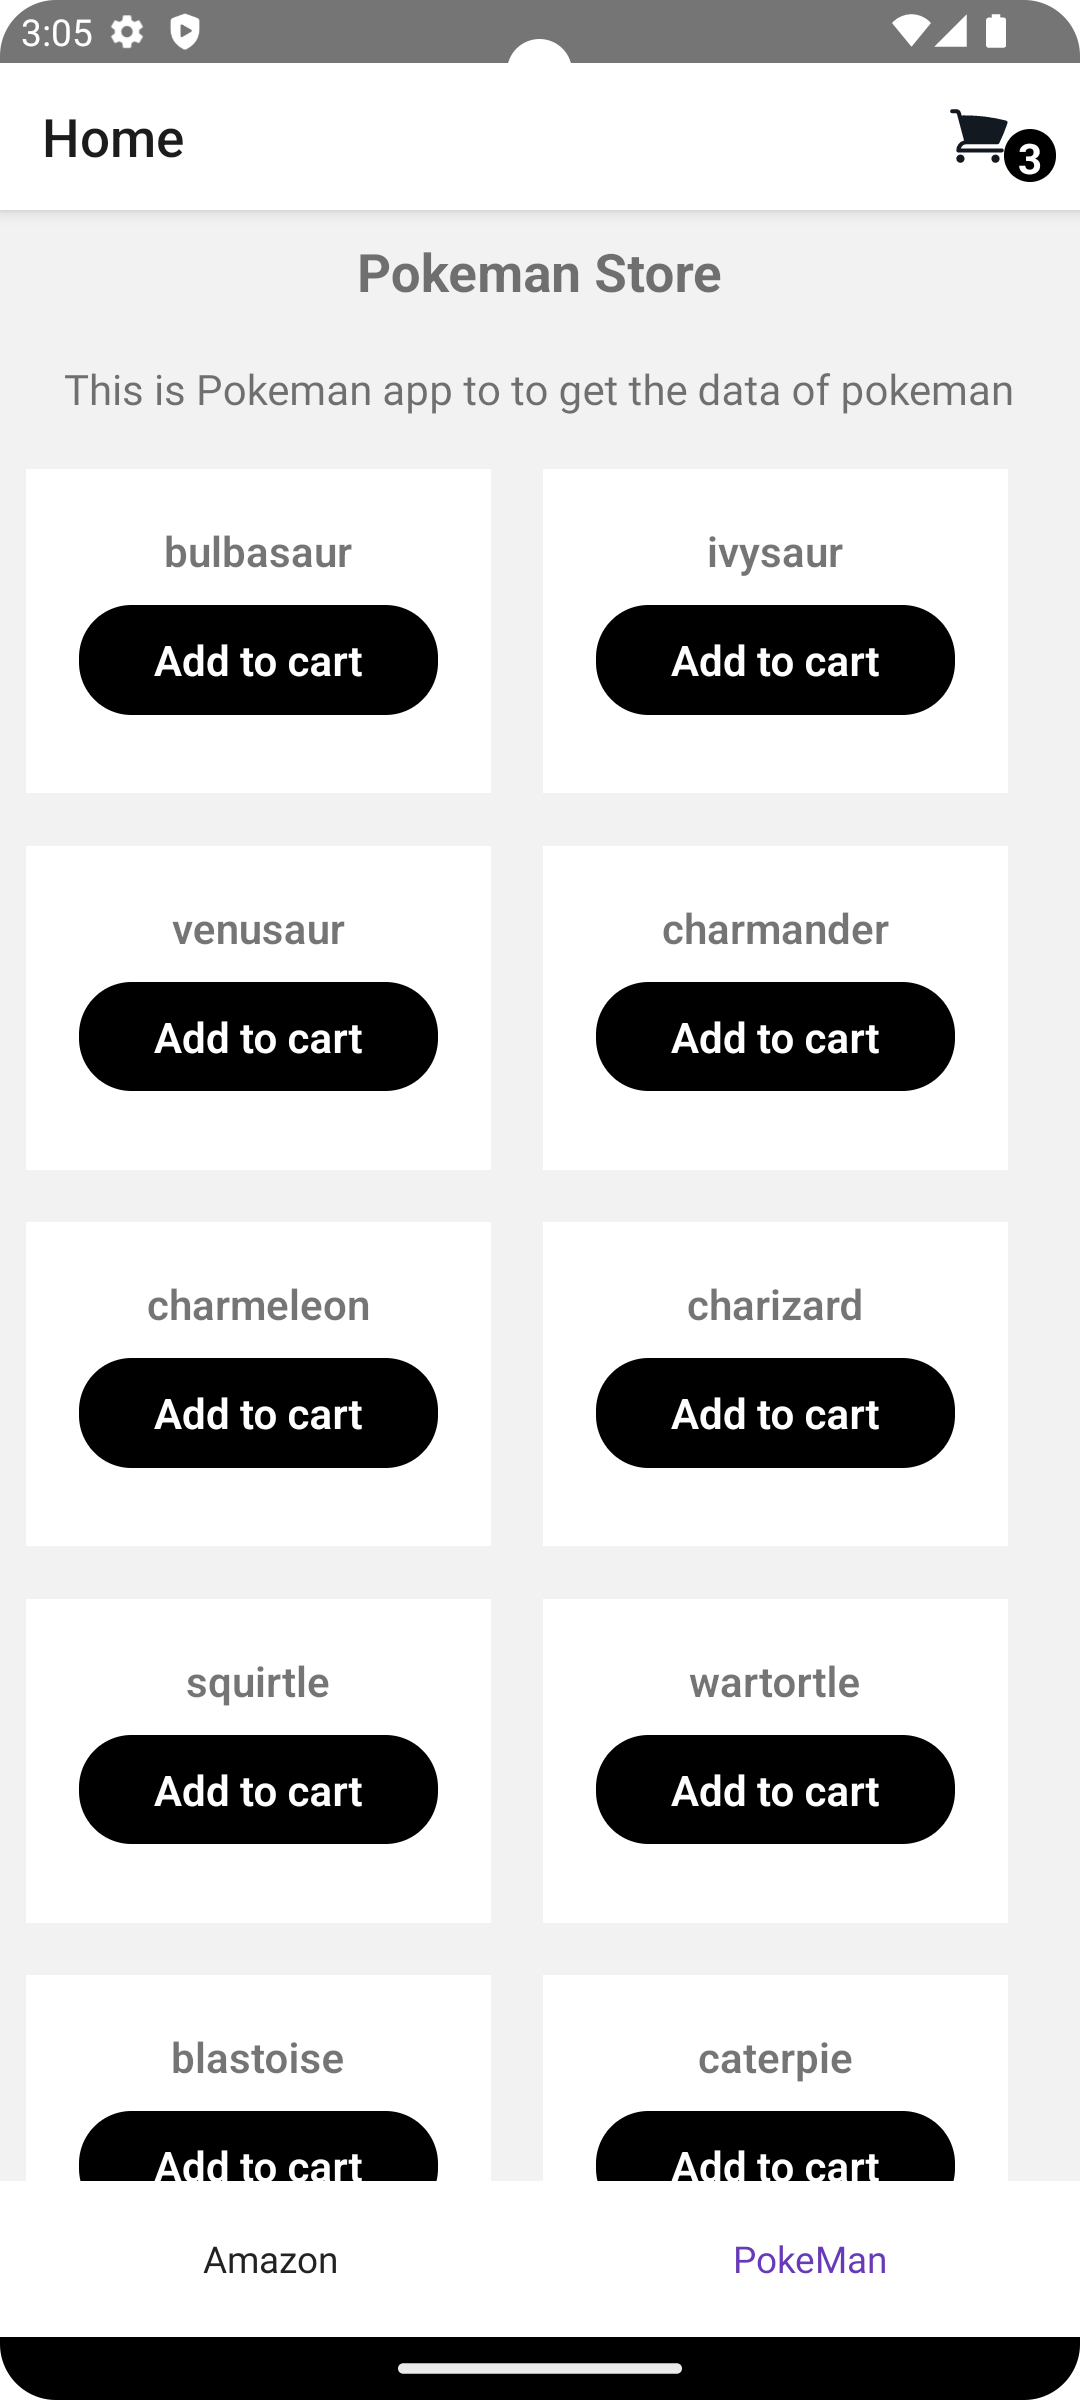 3:05
Home
3
Pokeman Store
This is Pokeman app to to get the data of pokeman
bulbasaur
ivysaur
Add to cart
Add to cart
venusaur
charmander
Add to cart
Add to cart
charmeleon
charizard
Add to cart
Add to cart
squirtle
wartortle
Add to cart
Add to cart
blastoise
caterpie
Add to cart
Add to cart
Amazon
PokeMan